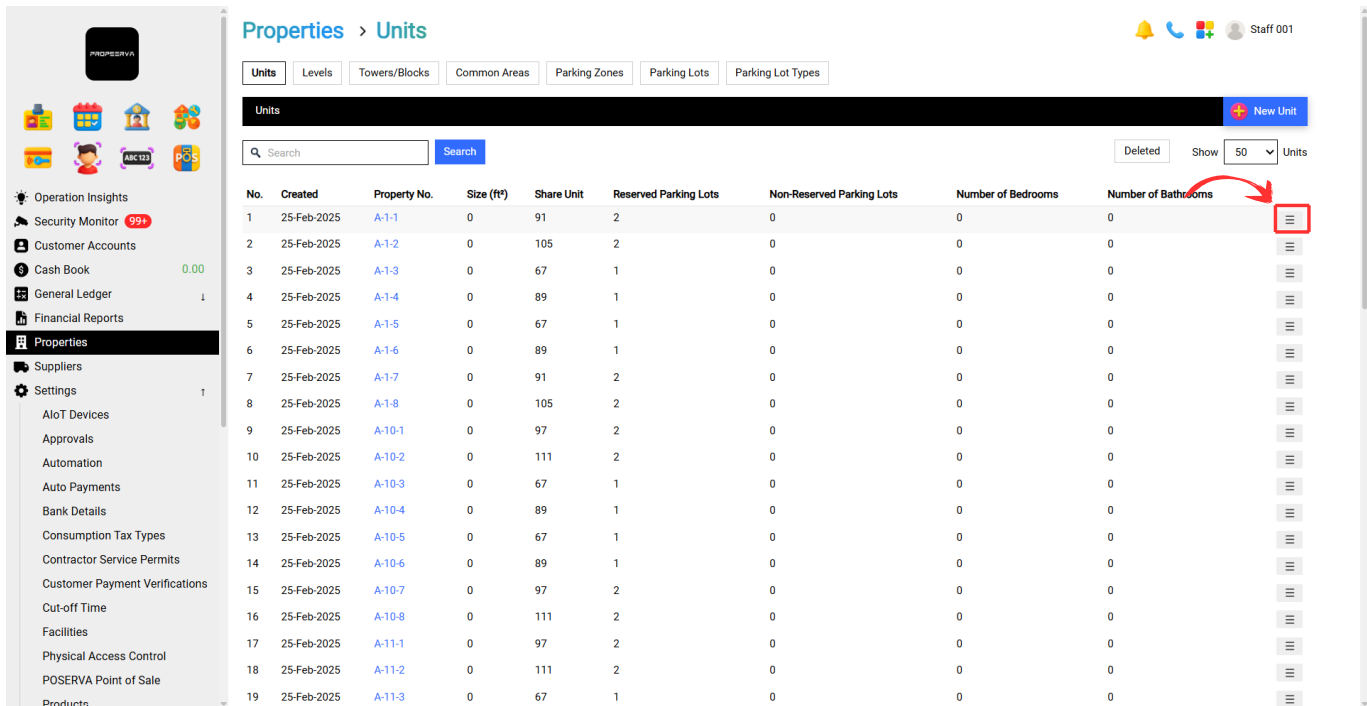 PROPSERVA
ABC 123
POS
Operation Insights
Security Monitor 99+
Customer Accounts
Cash Book 0.00
General Ledger ↓
Financial Reports
Properties
Suppliers
Settings ↑
AIoT Devices
Approvals
Automation
Auto Payments
Bank Details
Consumption Tax Types
Contractor Service Permits
Customer Payment Verifications
Cut-off Time
Facilities
Physical Access Control
POSERVA Point of Sale
Products
Properties › Units
Staff 001
Units Levels Towers/Blocks Common Areas Parking Zones Parking Lots Parking Lot Types
Units New Unit
Search Search Deleted Show 50 Units
No. Created Property No. Size (ft²) Share Unit Reserved Parking Lots Non-Reserved Parking Lots Number of Bedrooms Number of Bathrooms
1 25-Feb-2025 A-1-1 0 91 2 0 0 0
2 25-Feb-2025 A-1-2 0 105 2 0 0 0
3 25-Feb-2025 A-1-3 0 67 1 0 0 0
4 25-Feb-2025 A-1-4 0 89 1 0 0 0
5 25-Feb-2025 A-1-5 0 67 1 0 0 0
6 25-Feb-2025 A-1-6 0 89 1 0 0 0
7 25-Feb-2025 A-1-7 0 91 2 0 0 0
8 25-Feb-2025 A-1-8 0 105 2 0 0 0
9 25-Feb-2025 A-10-1 0 97 2 0 0 0
10 25-Feb-2025 A-10-2 0 111 2 0 0 0
11 25-Feb-2025 A-10-3 0 67 1 0 0 0
12 25-Feb-2025 A-10-4 0 89 1 0 0 0
13 25-Feb-2025 A-10-5 0 67 1 0 0 0
14 25-Feb-2025 A-10-6 0 89 1 0 0 0
15 25-Feb-2025 A-10-7 0 97 2 0 0 0
16 25-Feb-2025 A-10-8 0 111 2 0 0 0
17 25-Feb-2025 A-11-1 0 97 2 0 0 0
18 25-Feb-2025 A-11-2 0 111 2 0 0 0
19 25-Feb-2025 A-11-3 0 67 1 0 0 0